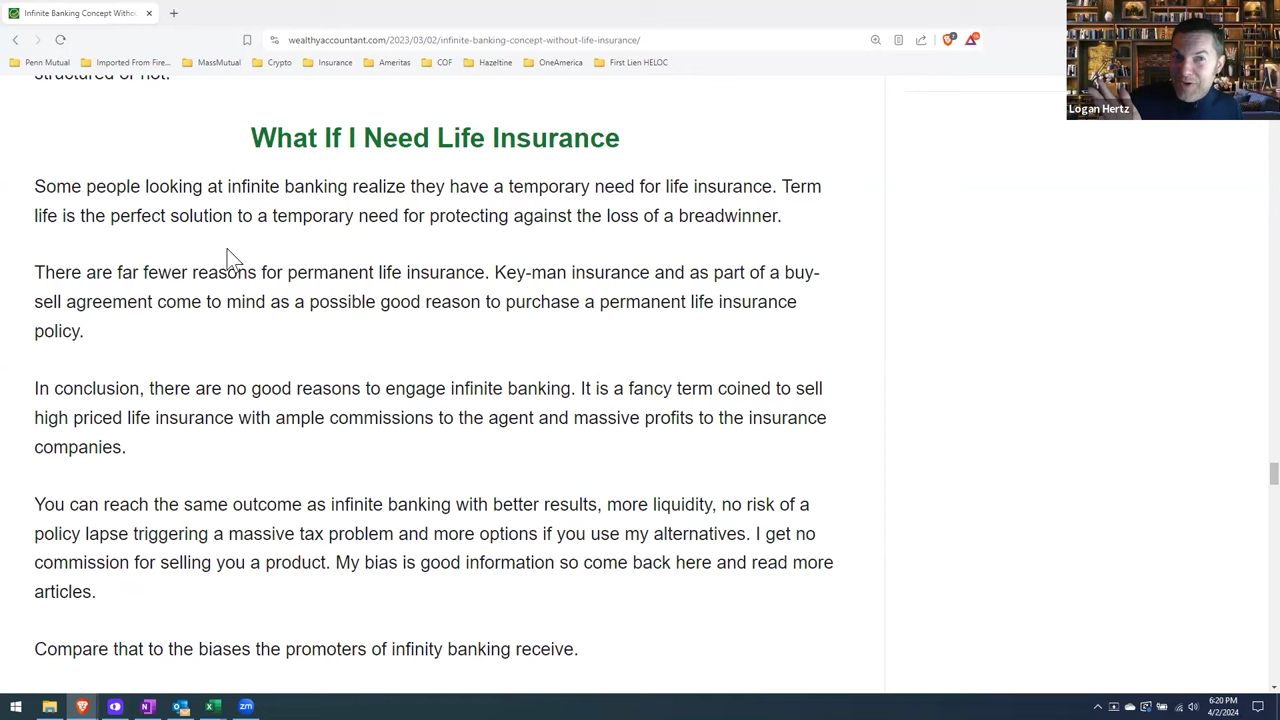 Infinite Banking Concept Witho
wealthyaccountant.com/2023/03/02/infinite-banking-concept-without-life-insurance/
Penn Mutual Imported From Fire... MassMutual Crypto Insurance Ameritas COF Hazeltine OneAmerica First Lien HELOC
Logan Hertz
structured or not.
What If I Need Life Insurance
Some people looking at infinite banking realize they have a temporary need for life insurance. Term
life is the perfect solution to a temporary need for protecting against the loss of a breadwinner.
There are far fewer reasons for permanent life insurance. Key-man insurance and as part of a buy-
sell agreement come to mind as a possible good reason to purchase a permanent life insurance
policy.
In conclusion, there are no good reasons to engage infinite banking. It is a fancy term coined to sell
high priced life insurance with ample commissions to the agent and massive profits to the insurance
companies.
You can reach the same outcome as infinite banking with better results, more liquidity, no risk of a
policy lapse triggering a massive tax problem and more options if you use my alternatives. I get no
commission for selling you a product. My bias is good information so come back here and read more
articles.
Compare that to the biases the promoters of infinity banking receive.
6:20 PM
4/2/2024